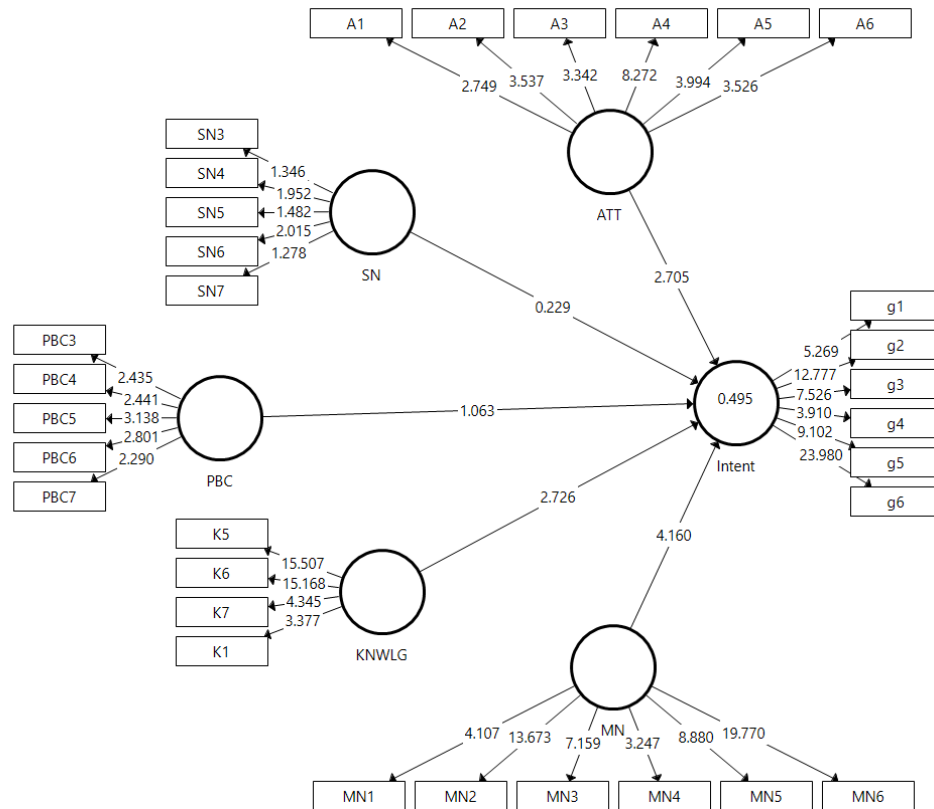 A1
A2
A3
A4
A5
A6
2.749
3.537
3.342
8.272
3.994
3.526
ATT
2.705
SN3
SN4
SN5
SN6
SN7
1.346
1.952
1.482
2.015
1.278
SN
0.229
PBC3
PBC4
PBC5
PBC6
PBC7
2.435
2.441
3.138
2.801
2.290
PBC
1.063
0.495
Intent
5.269
12.777
7.526
3.910
9.102
23.980
g1
g2
g3
g4
g5
g6
K5
K6
K7
K1
15.507
15.168
4.345
3.377
KNWLG
2.726
4.160
MN
4.107
13.673
7.159
3.247
8.880
19.770
MN1
MN2
MN3
MN4
MN5
MN6